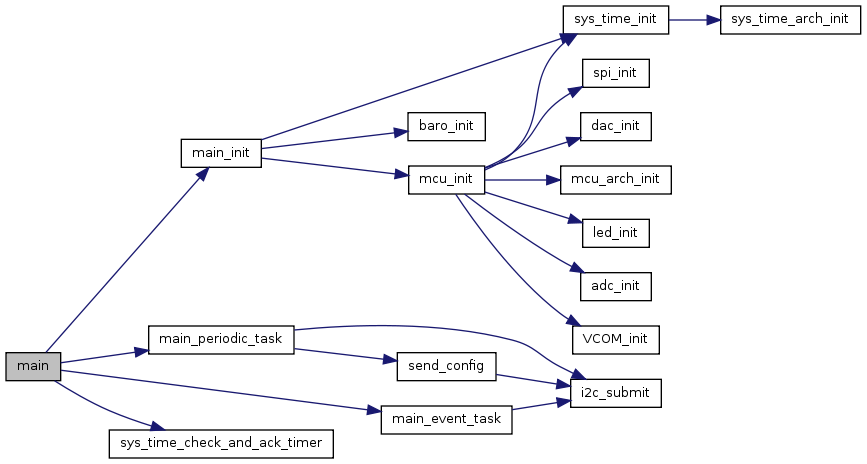 sys_time_init
sys_time_arch_init
spi_init
baro_init
dac_init
main_init
mcu_init
mcu_arch_init
led_init
adc_init
VCOM_init
main_periodic_task
main
send_config
i2c_submit
main_event_task
sys_time_check_and_ack_timer